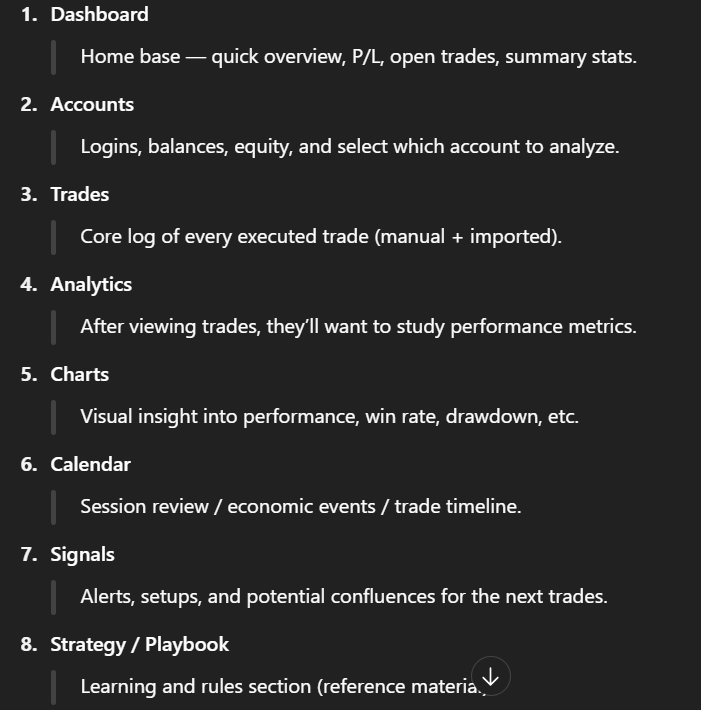 1. Dashboard
Home base — quick overview, P/L, open trades, summary stats.
2. Accounts
Logins, balances, equity, and select which account to analyze.
3. Trades
Core log of every executed trade (manual + imported).
4. Analytics
After viewing trades, they’ll want to study performance metrics.
5. Charts
Visual insight into performance, win rate, drawdown, etc.
6. Calendar
Session review / economic events / trade timeline.
7. Signals
Alerts, setups, and potential confluences for the next trades.
8. Strategy / Playbook
Learning and rules section (reference